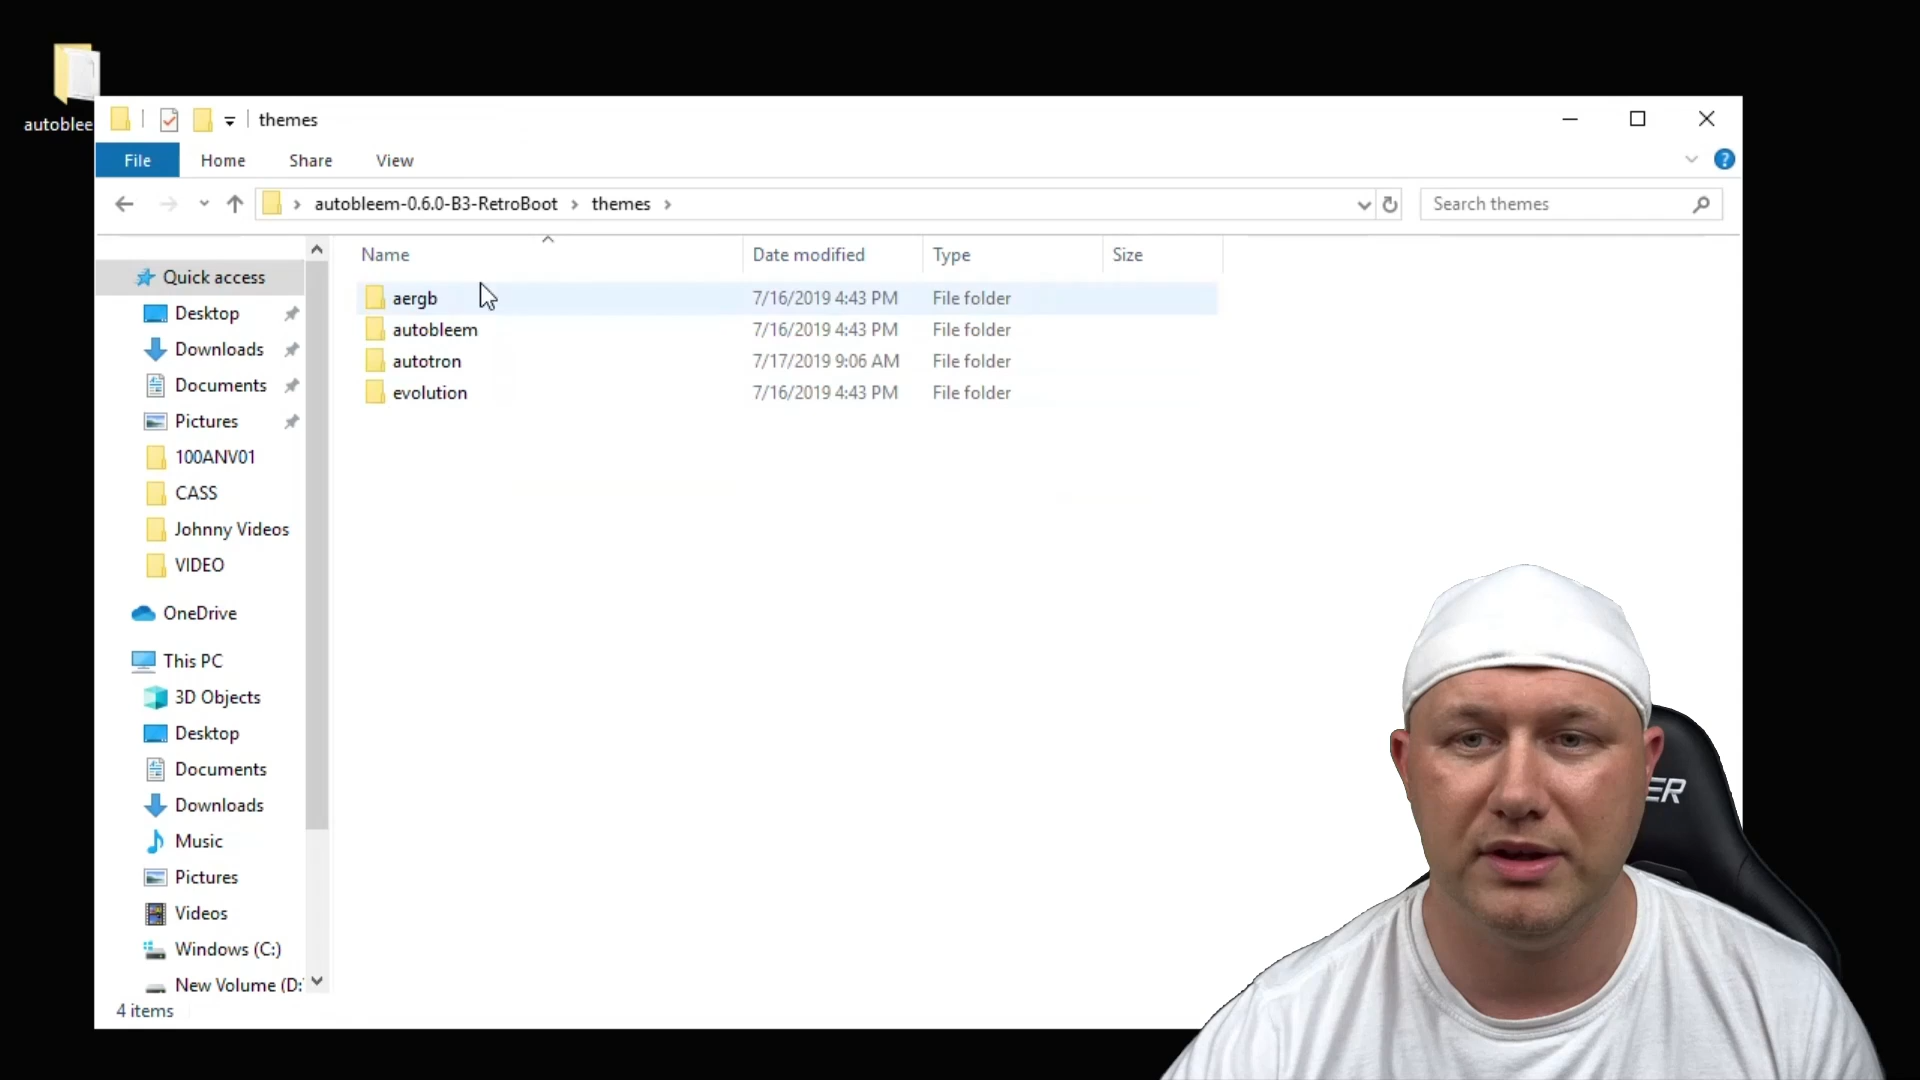 autoblee
themes
File Home Share View
autobleem-0.6.0-B3-RetroBoot themes
Search themes
Name Date modified Type Size
Quick access
Desktop
Downloads
Documents
Pictures
100ANV01
CASS
Johnny Videos
VIDEO
OneDrive
This PC
3D Objects
Desktop
Documents
Downloads
Music
Pictures
Videos
Windows (C:)
New Volume (D:
aergb 7/16/2019 4:43 PM File folder
autobleem 7/16/2019 4:43 PM File folder
autotron 7/17/2019 9:06 AM File folder
evolution 7/16/2019 4:43 PM File folder
4 items
ER